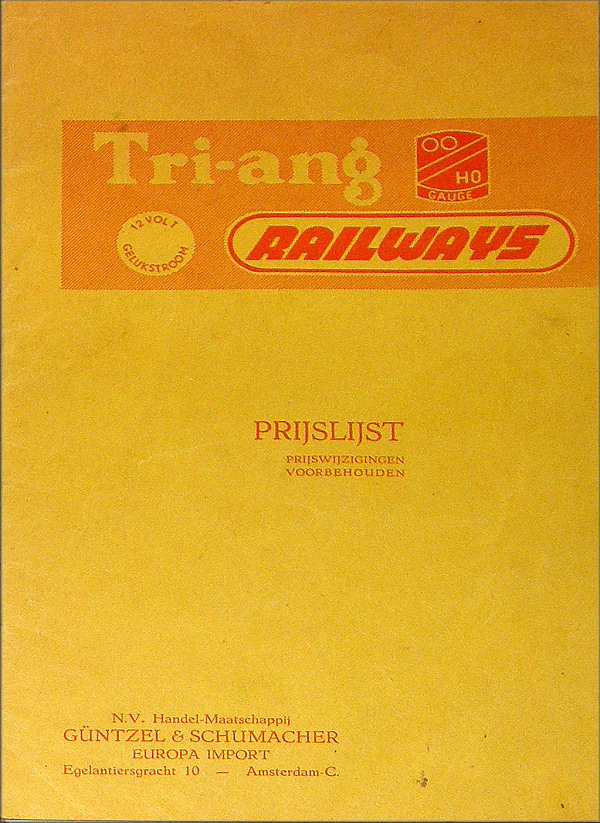 Tri-ang
OO
HO
GAUGE
12 VOLT
GELIJKSTROOM
RAILWAYS
PRIJSLIJST
PRIJSWIJZIGINGEN
VOORBEHOUDEN
N.V. Handel-Maatschappij
GÜNTZEL & SCHUMACHER
EUROPA IMPORT
Egelantiersgracht 10 — Amsterdam-C.